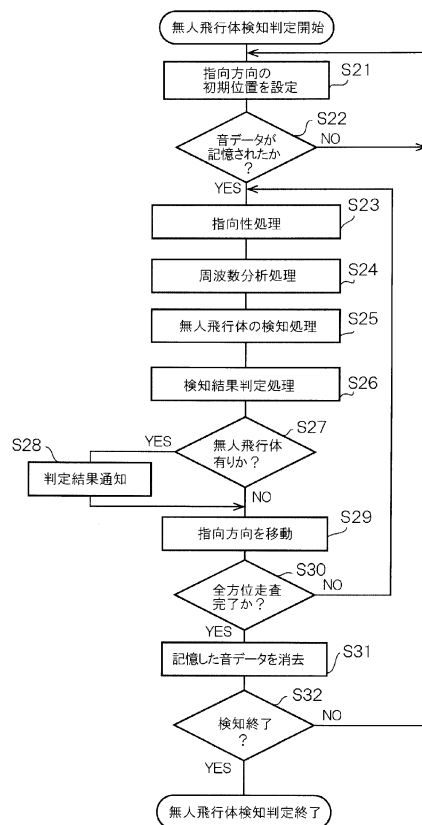 無人飛行体検知判定開始
S21
指向方向の
初期位置を設定
S22
音データが
記憶されたか
?
NO
YES
S23
指向性処理
S24
周波数分析処理
S25
無人飛行体の検知処理
S26
検知結果判定処理
S27
無人飛行体
有りか?
YES
S28
判定結果通知
NO
S29
指向方向を移動
S30
全方位走査
完了か?
NO
YES
S31
記憶した音データを消去
S32
検知終了
?
NO
YES
無人飛行体検知判定終了